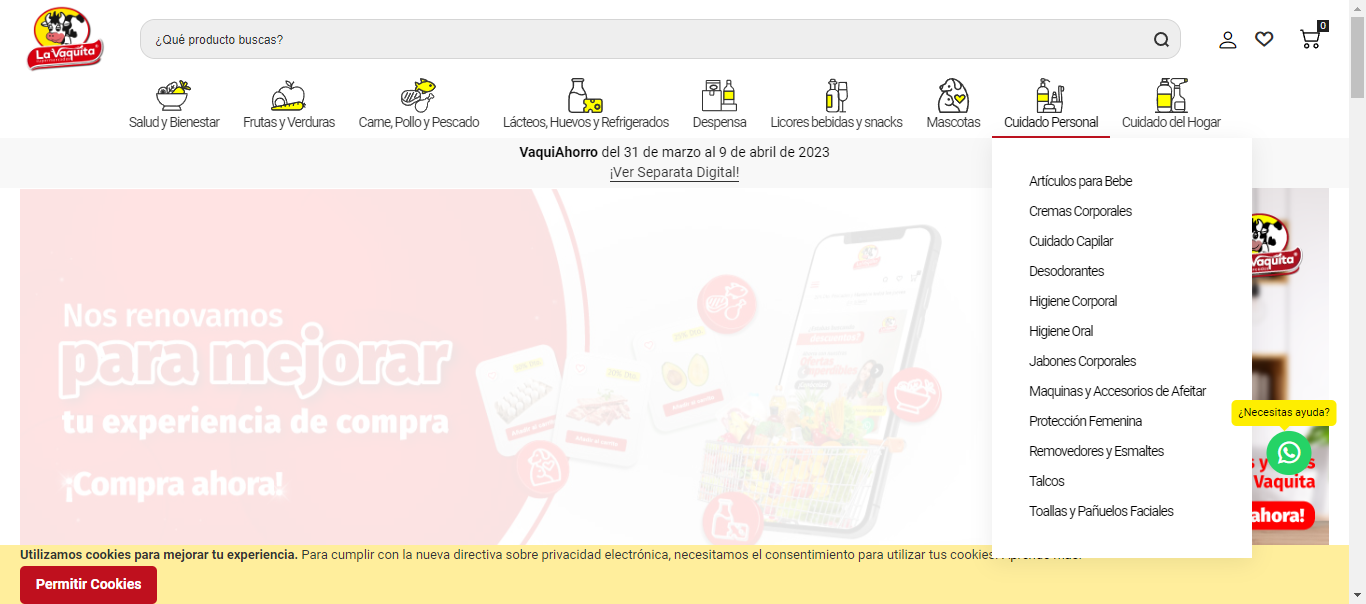 La Vaquita
¿Qué producto buscas?
0
Salud y Bienestar
Frutas y Verduras
Carne, Pollo y Pescado
Lácteos, Huevos y Refrigerados
Despensa
Licores bebidas y snacks
Mascotas
Cuidado Personal
Cuidado del Hogar
VaquiAhorro del 31 de marzo al 9 de abril de 2023
¡Ver Separata Digital!
Artículos para Bebe
Cremas Corporales
Cuidado Capilar
Desodorantes
Higiene Corporal
Higiene Oral
Jabones Corporales
Maquinas y Accesorios de Afeitar
Protección Femenina
Removedores y Esmaltes
Talcos
Toallas y Pañuelos Faciales
Nos renovamos
para mejorar
tu experiencia de compra
¡Compra ahora!
¿Necesitas ayuda?
Vaquita
ahora!
Utilizamos cookies para mejorar tu experiencia. Para cumplir con la nueva directiva sobre privacidad electrónica, necesitamos el consentimiento para utilizar tus cookies.
Permitir Cookies